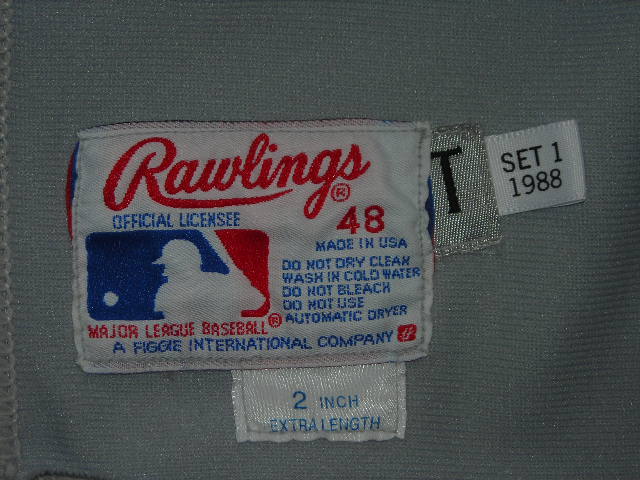 Rawlings®
OFFICIAL LICENSEE
48
MADE IN USA
DO NOT DRY CLEAN
WASH IN COLD WATER
DO NOT BLEACH
DO NOT USE
AUTOMATIC DRYER
MAJOR LEAGUE BASEBALL®
A FIGGIE INTERNATIONAL COMPANY
T
SET 1
1988
2 INCH
EXTRA LENGTH